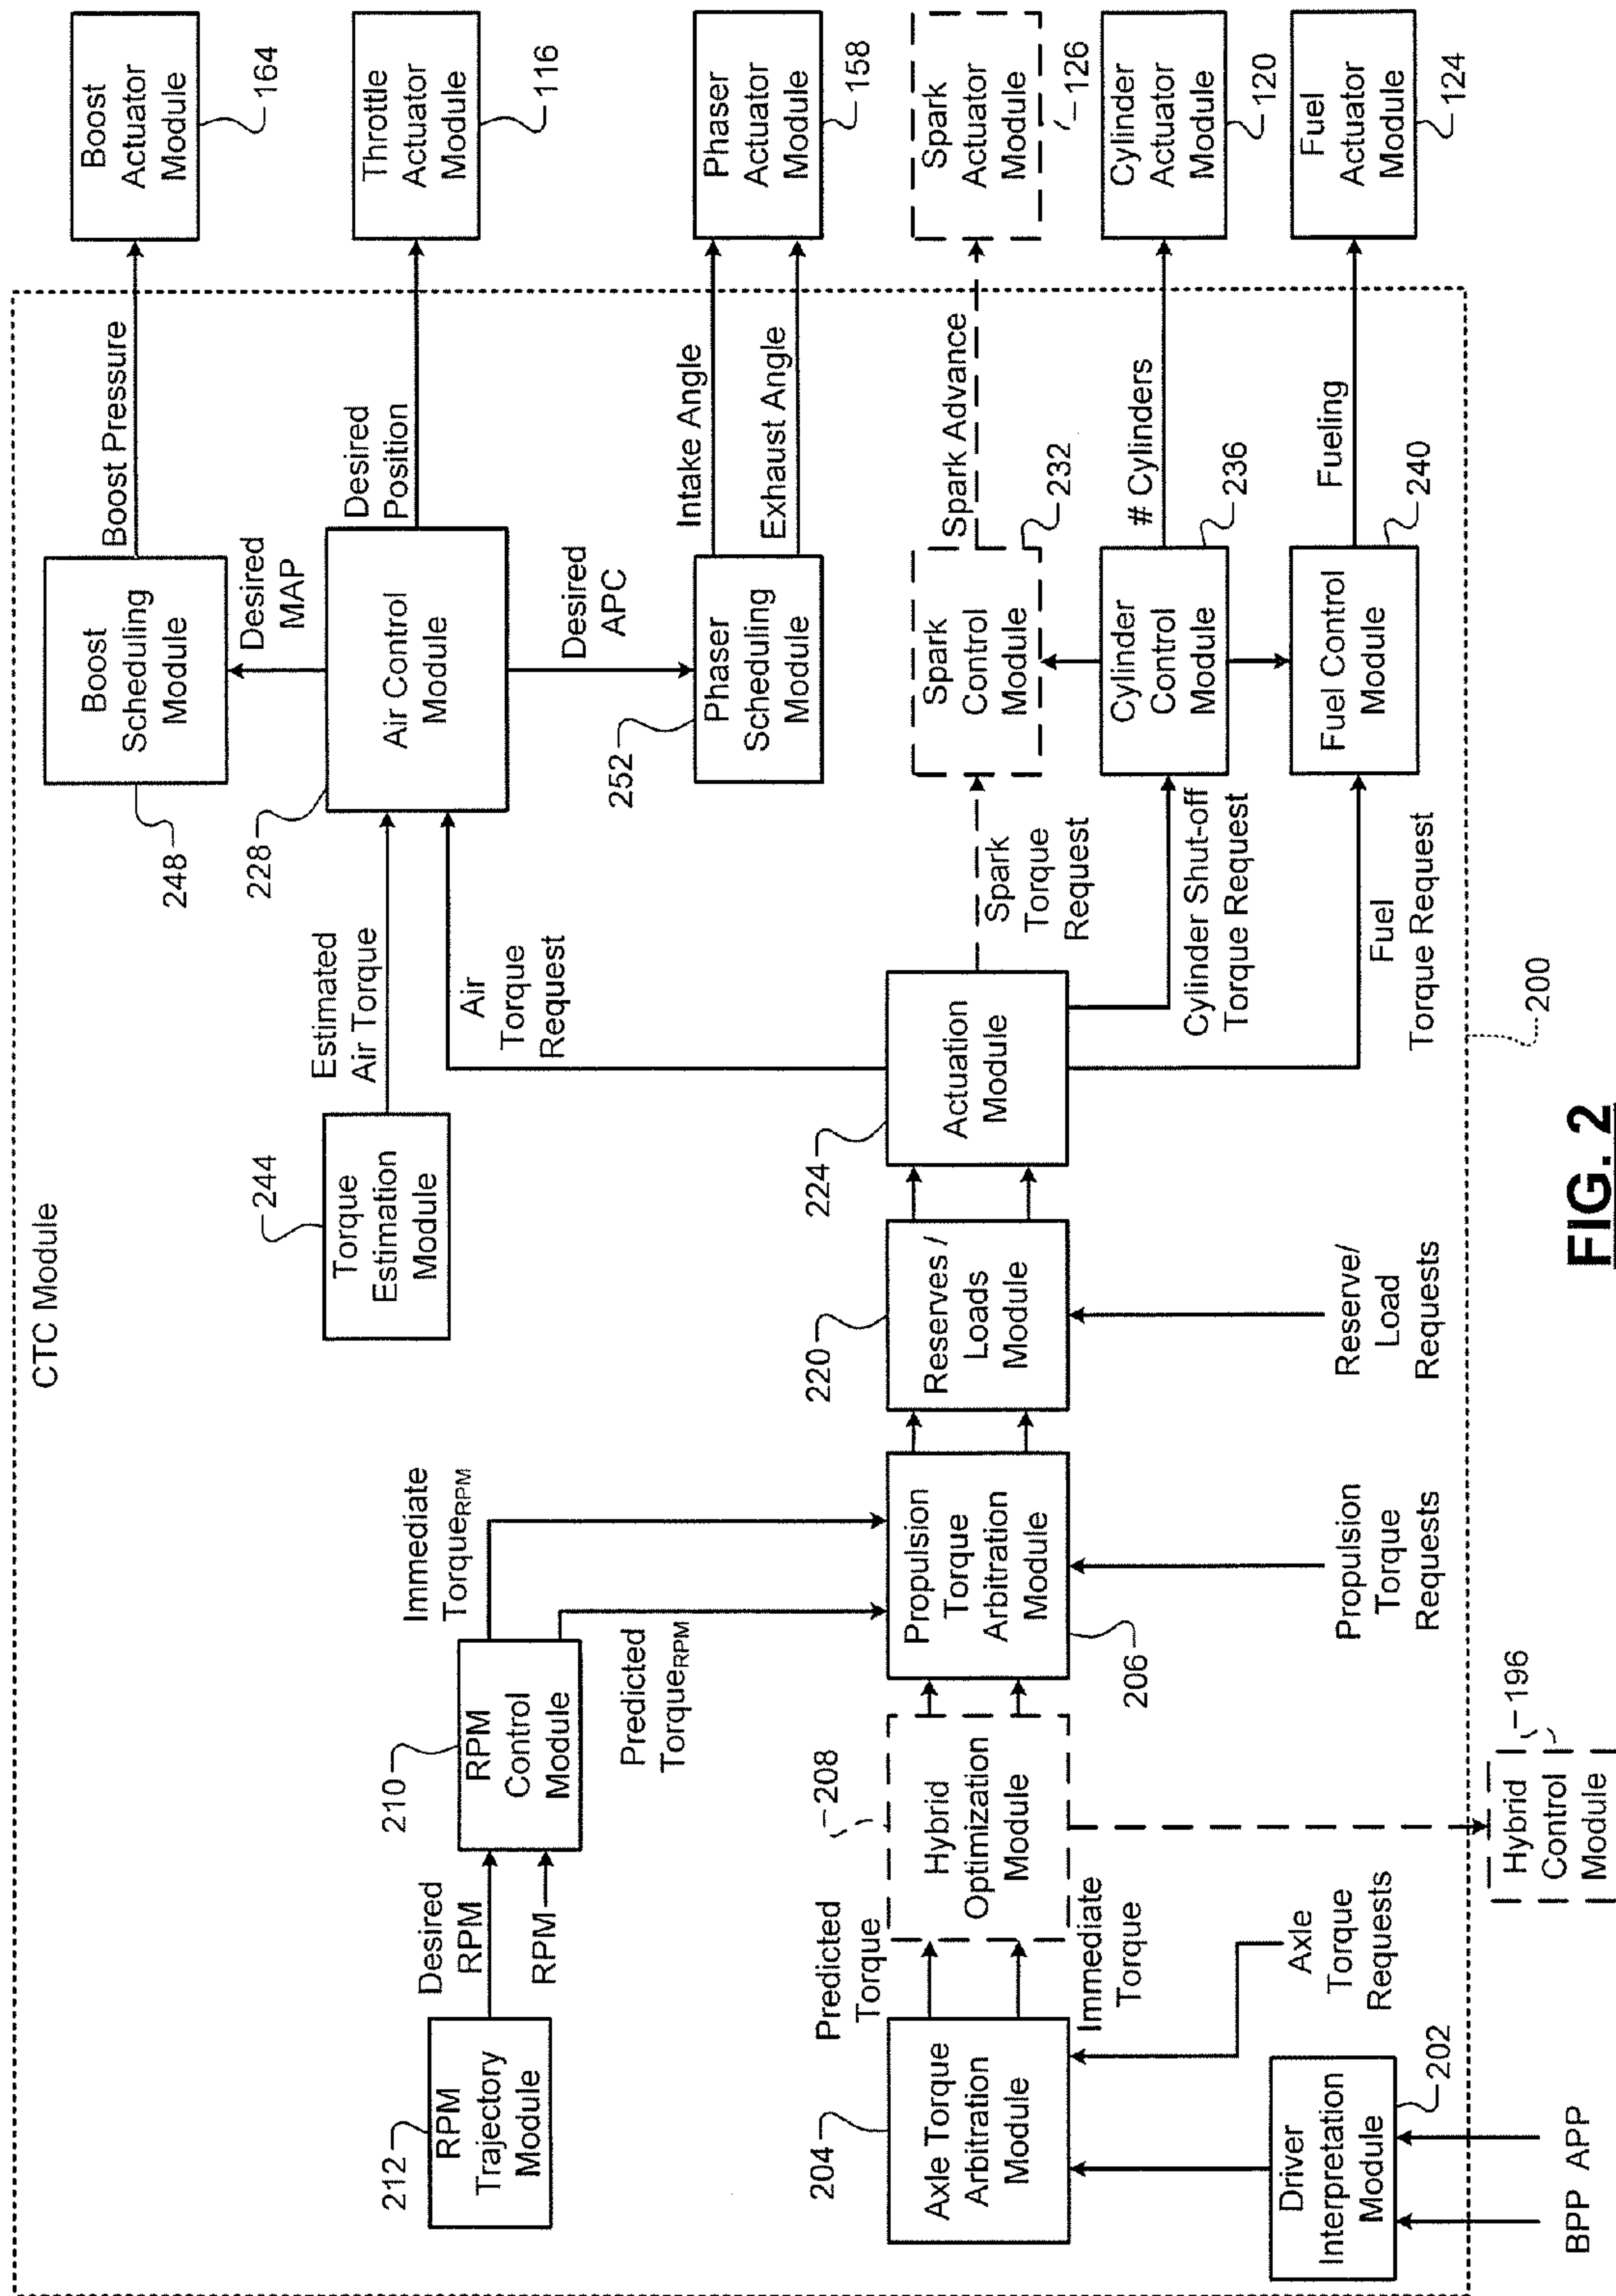 CTC Module
Boost
Scheduling
Module
248
Boost Pressure
Boost
Actuator
Module
164
Desired
MAP
244
Torque
Estimation
Module
Estimated
Air Torque
228
Air Control
Module
Desired
Position
Throttle
Actuator
Module
116
Air
Torque
Request
Desired
APC
212
RPM
Trajectory
Module
Desired
RPM
RPM
210
RPM
Control
Module
Immediate
Torque RPM
Predicted
Torque RPM
252
Phaser
Scheduling
Module
Intake Angle
Exhaust Angle
Phaser
Actuator
Module
158
204
Axle Torque
Arbitration
Module
Predicted
Torque
Immediate
Torque
208
Hybrid
Optimization
Module
Propulsion
Torque
Arbitration
Module
206
220
Reserves /
Loads
Module
224
Actuation
Module
Spark
Torque
Request
Spark
Control
Module
232
Spark Advance
Spark
Actuator
Module
126
Cylinder Shut-off
Torque Request
Cylinder
Control
Module
236
# Cylinders
Cylinder
Actuator
Module
120
Fuel
Torque Request
Fuel Control
Module
240
Fueling
Fuel
Actuator
Module
124
Axle
Torque
Requests
Propulsion
Torque
Requests
Reserve/
Load
Requests
Driver
Interpretation
Module
202
200
BPP APP
Hybrid
Control
Module
196
FIG. 2